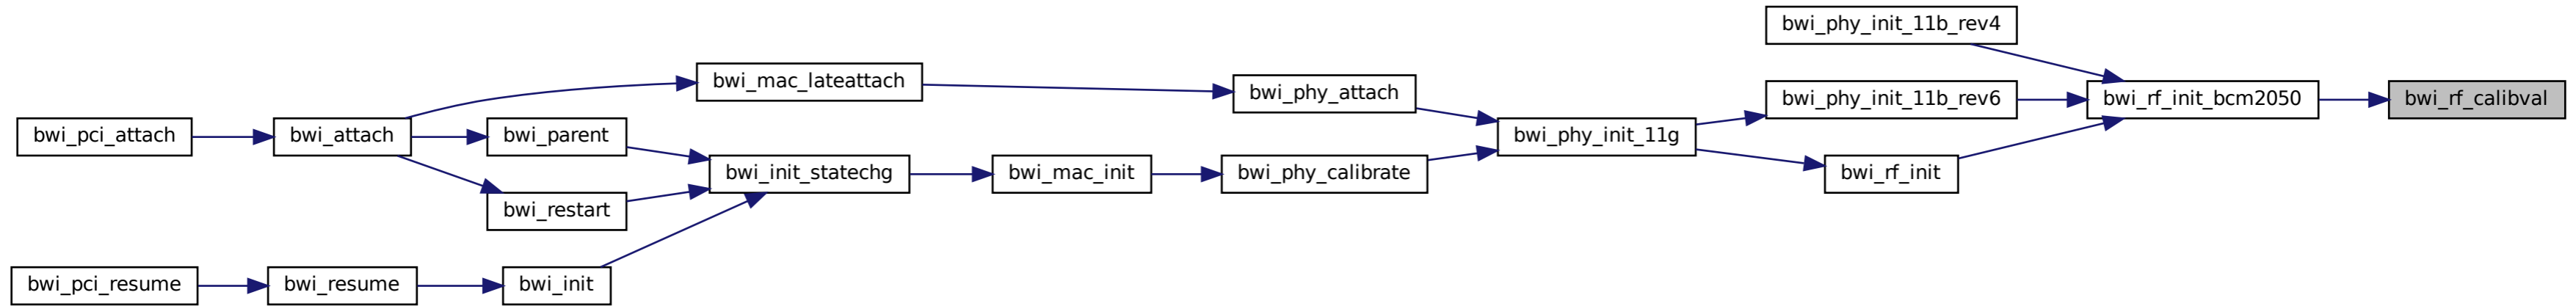 bwi_phy_init_11b_rev4
bwi_mac_lateattach
bwi_phy_attach
bwi_phy_init_11b_rev6
bwi_rf_init_bcm2050
bwi_rf_calibval
bwi_pci_attach
bwi_attach
bwi_parent
bwi_phy_init_11g
bwi_init_statechg
bwi_mac_init
bwi_phy_calibrate
bwi_rf_init
bwi_restart
bwi_pci_resume
bwi_resume
bwi_init